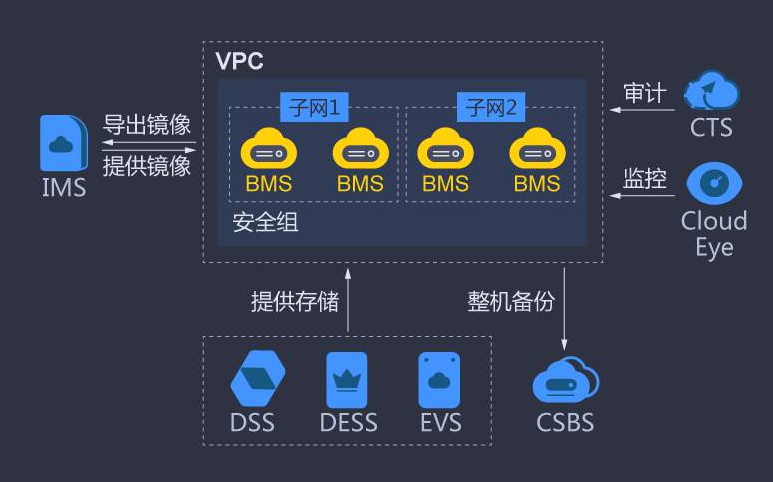 VPC
子网1
子网2
BMS
BMS
BMS
BMS
安全组
导出镜像
提供镜像
IMS
审计
CTS
监控
Cloud
Eye
提供存储
整机备份
DSS
DESS
EVS
CSBS